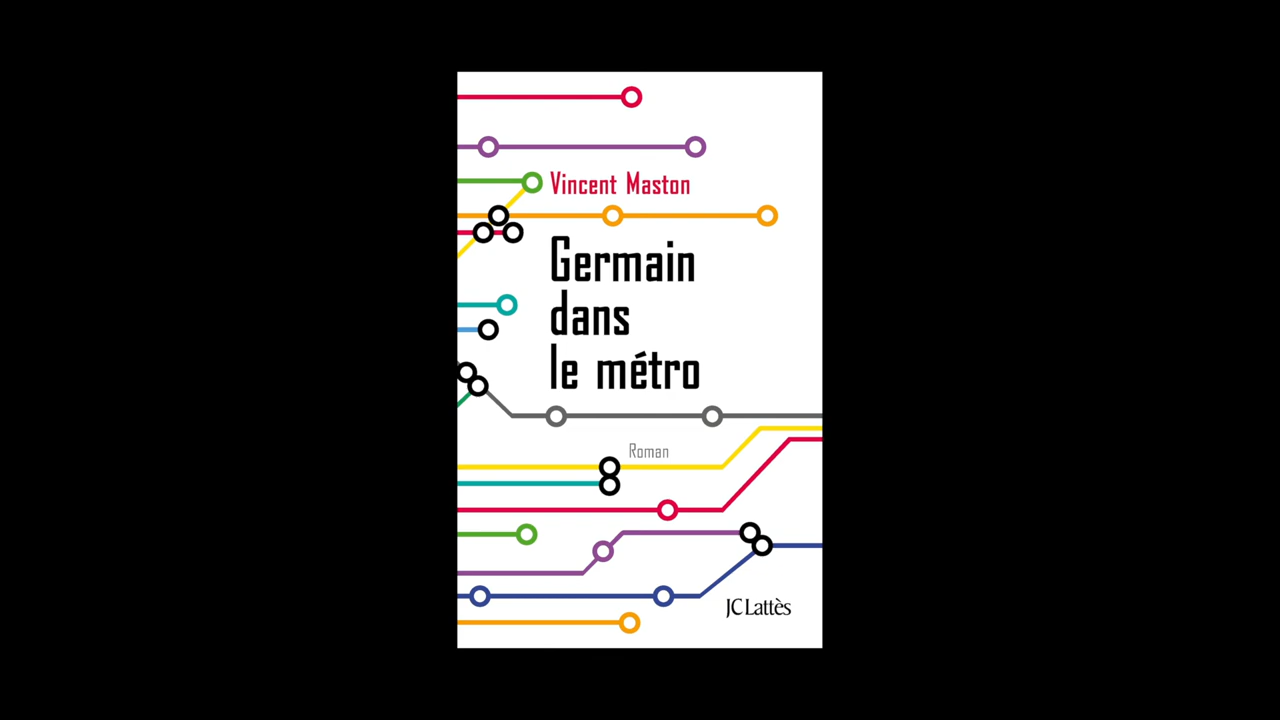 Vincent Maston
Germain
dans
le métro
Roman
JC Lattès